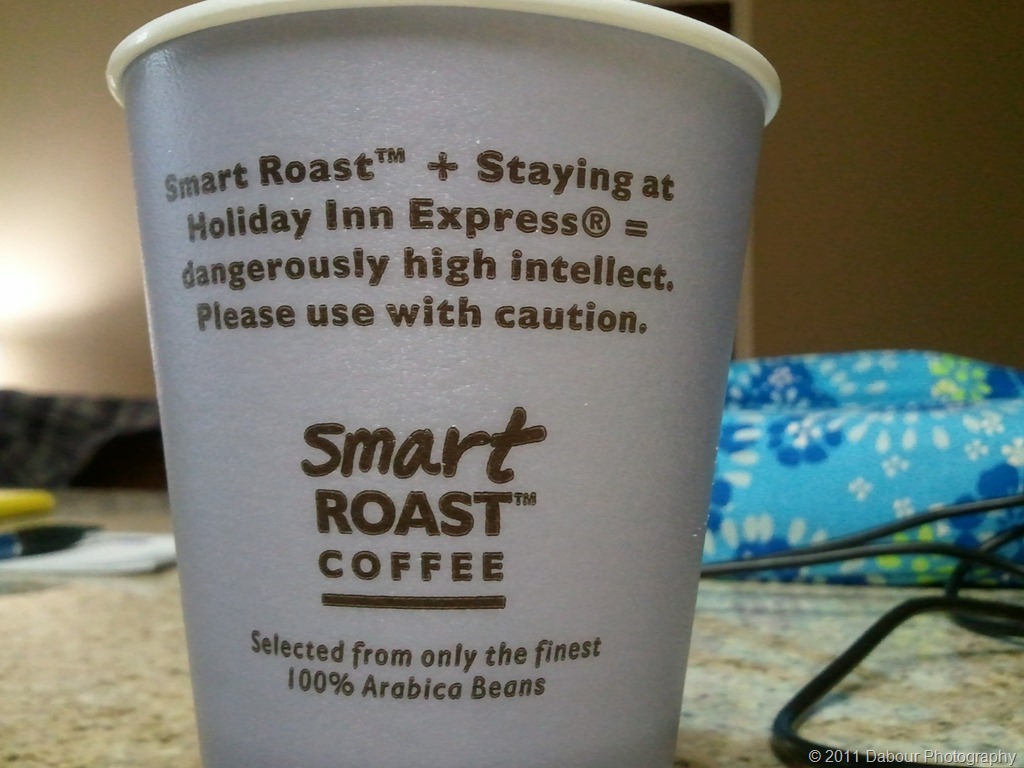 Smart Roast™ + Staying at
Holiday Inn Express® =
dangerously high intellect.
Please use with caution.
smart
ROAST™
COFFEE
Selected from only the finest
100% Arabica Beans
© 2011 Dabour Photography